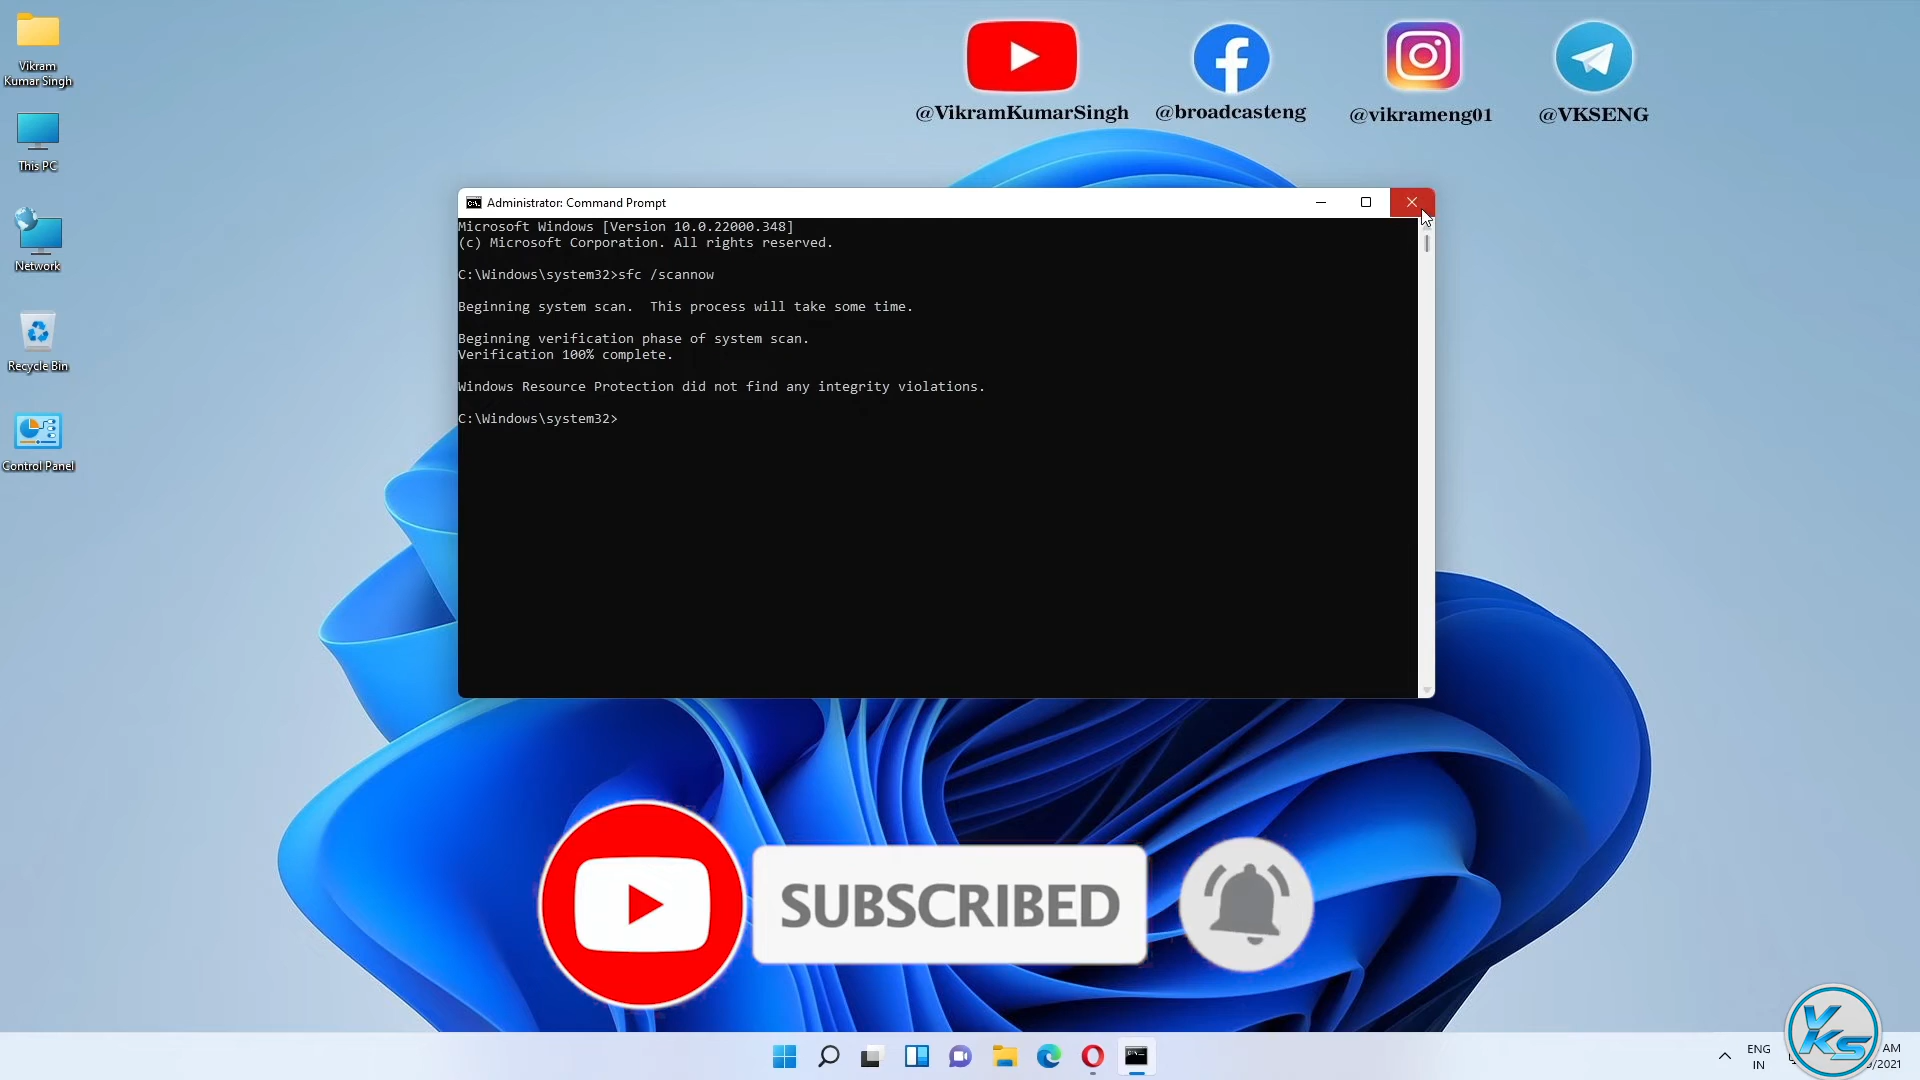 Vikram
Kumar Singh
This PC
Network
Recycle Bin
Control Panel
@VikramKumarSingh
@broadcasteng
@vikrameng01
@VKSENG
Administrator: Command Prompt
Microsoft Windows [Version 10.0.22000.348]
(c) Microsoft Corporation. All rights reserved.
C:\Windows\system32>sfc /scannow
Beginning system scan.  This process will take some time.
Beginning verification phase of system scan.
Verification 100% complete.
Windows Resource Protection did not find any integrity violations.
C:\Windows\system32>
SUBSCRIBED
ENG
IN
AM
/2021
VKS